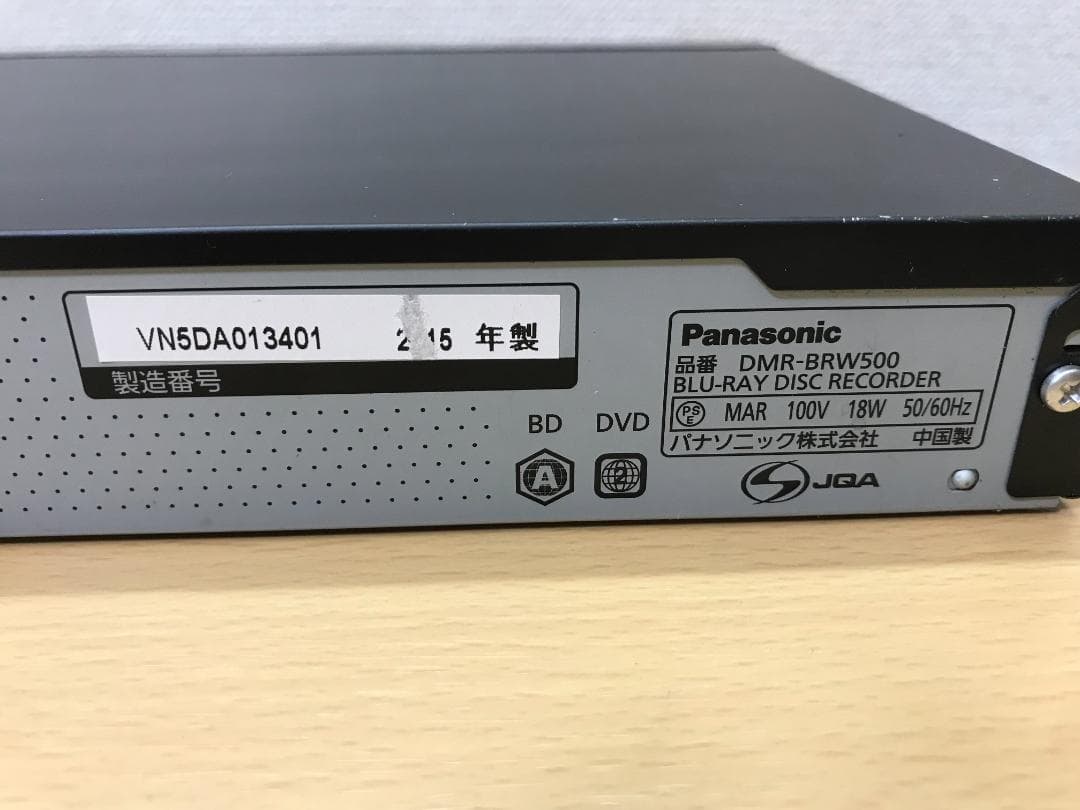 VN5DA013401 2 15 年製
製造番号
BD DVD
A 2
Panasonic
品番 DMR-BRW500
BLU-RAY DISC RECORDER
PS E MAR 100V 18W 50/60Hz
パナソニック株式会社 中国製
JQA